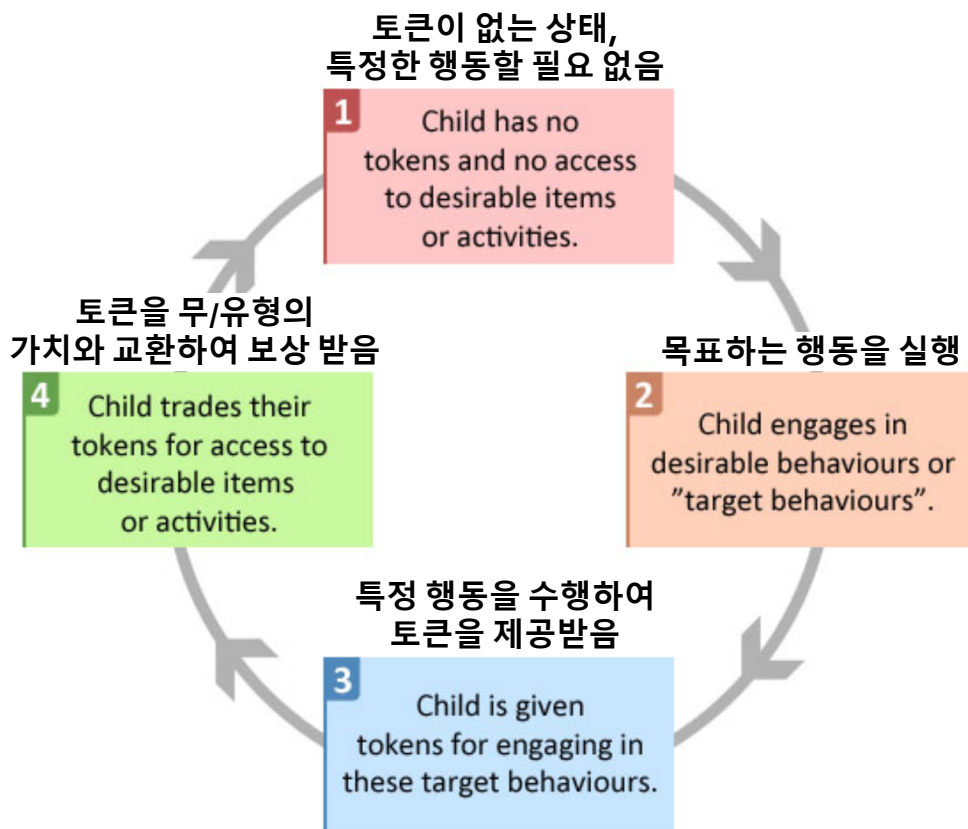 토큰이 없는 상태,
특정한 행동할 필요 없음
1
Child has no
tokens and no access
to desirable items
or activities.
목표하는 행동을 실행
2
Child engages in
desirable behaviours or
”target behaviours”.
특정 행동을 수행하여
토큰을 제공받음
3
Child is given
tokens for engaging in
these target behaviours.
토큰을 무/유형의
가치와 교환하여 보상 받음
4
Child trades their
tokens for access to
desirable items
or activities.